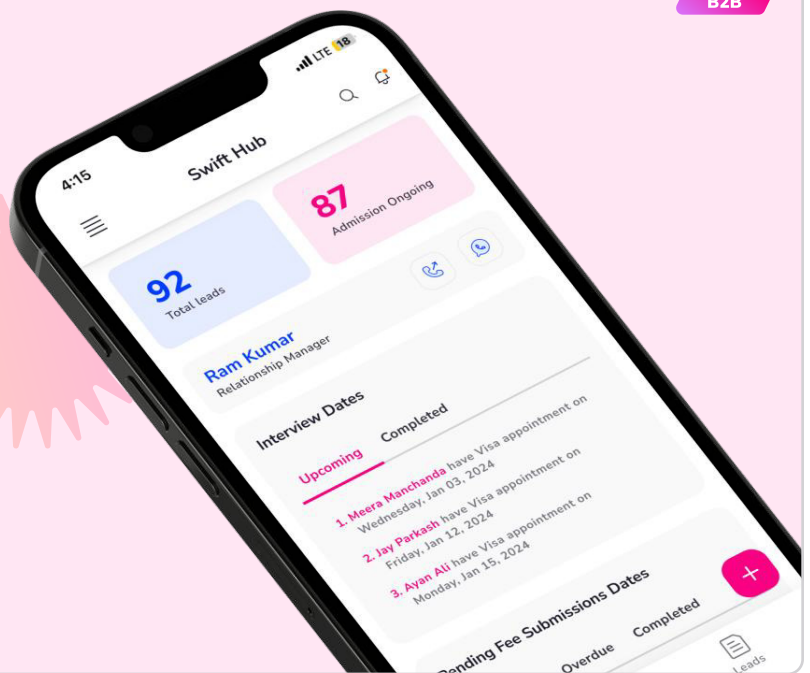 B2B
4:15
LTE 18
Swift Hub
92
Total leads
87
Admission Ongoing
Ram Kumar
Relationship Manager
Interview Dates
Upcoming
Completed
1. Meera Manchanda have Visa appointment on
Wednesday, Jan 03, 2024
2. Jay Parkash have Visa appointment on
Friday, Jan 12, 2024
3. Ayan Ali have Visa appointment on
Monday, Jan 15, 2024
ending Fee Submissions Dates
Overdue
Completed
Leads